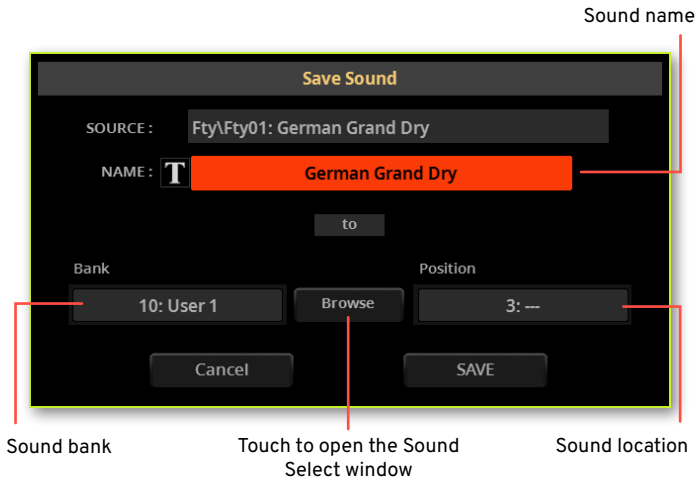 Sound name
Save Sound
SOURCE :
Fty\Fty01: German Grand Dry
NAME :
T
German Grand Dry
to
Bank
Position
10: User 1
Browse
3: ---
Cancel
SAVE
Sound bank
Touch to open the Sound
Select window
Sound location